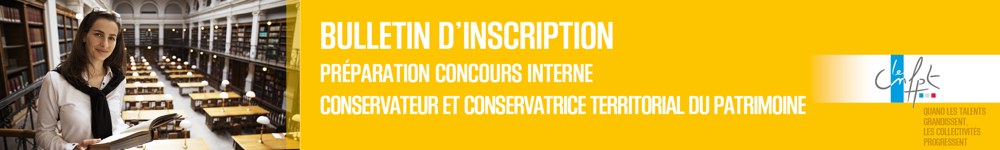 BULLETIN D'INSCRIPTION
PRÉPARATION CONCOURS INTERNE
CONSERVATEUR ET CONSERVATRICE TERRITORIAL DU PATRIMOINE
le
cnfpt
QUAND LES TALENTS
GRANDISSENT,
LES COLLECTIVITÉS
PROGRESSENT